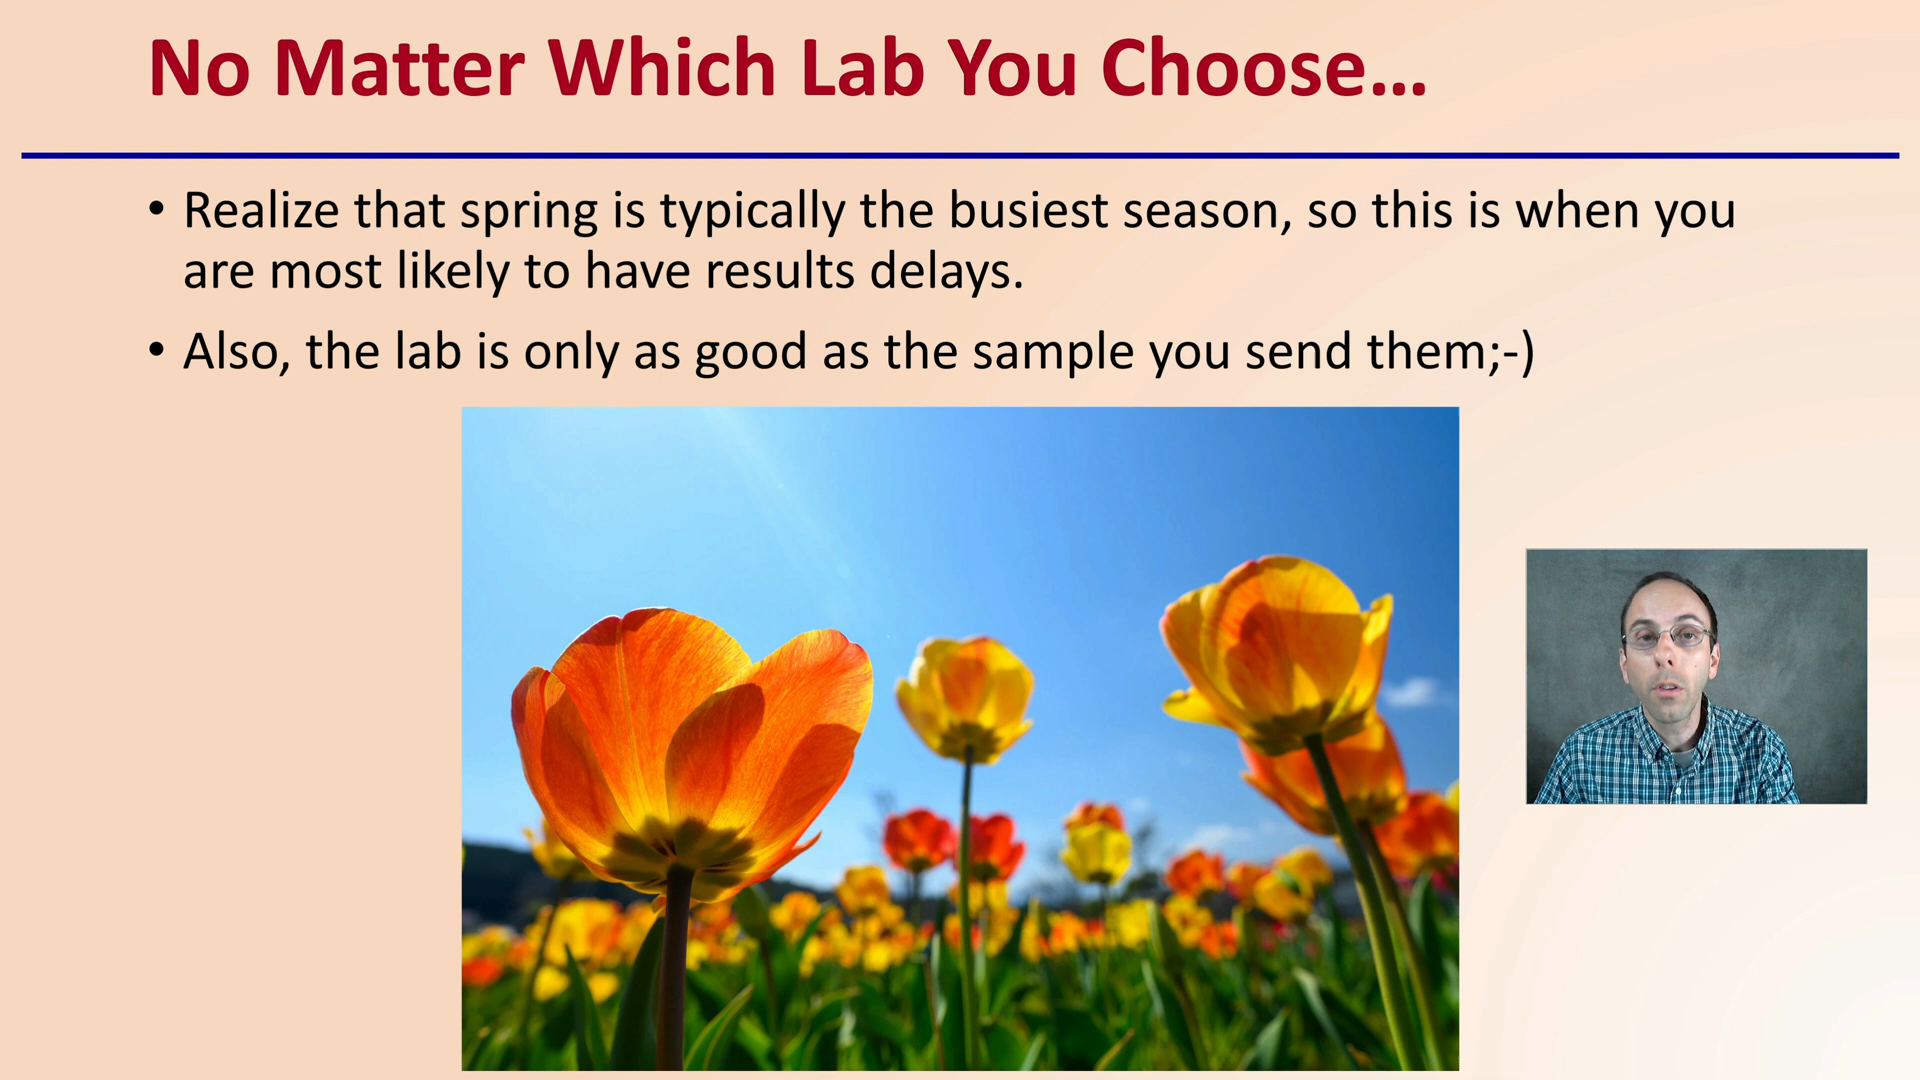 No Matter Which Lab You Choose…
• Realize that spring is typically the busiest season, so this is when you
are most likely to have results delays.
• Also, the lab is only as good as the sample you send them;-)